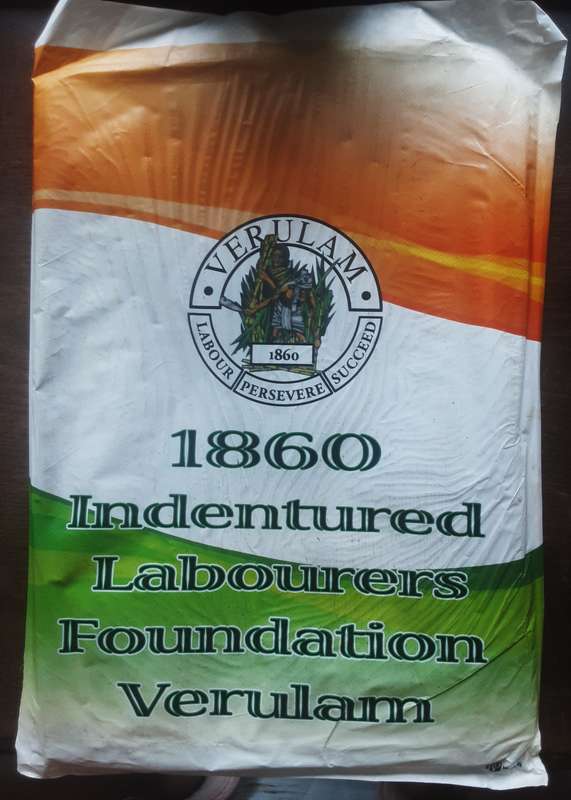 VERULAM
1860
LABOUR PERSEVERE SUCCEED
1860
Indentured
Labourers
Foundation
Verulam